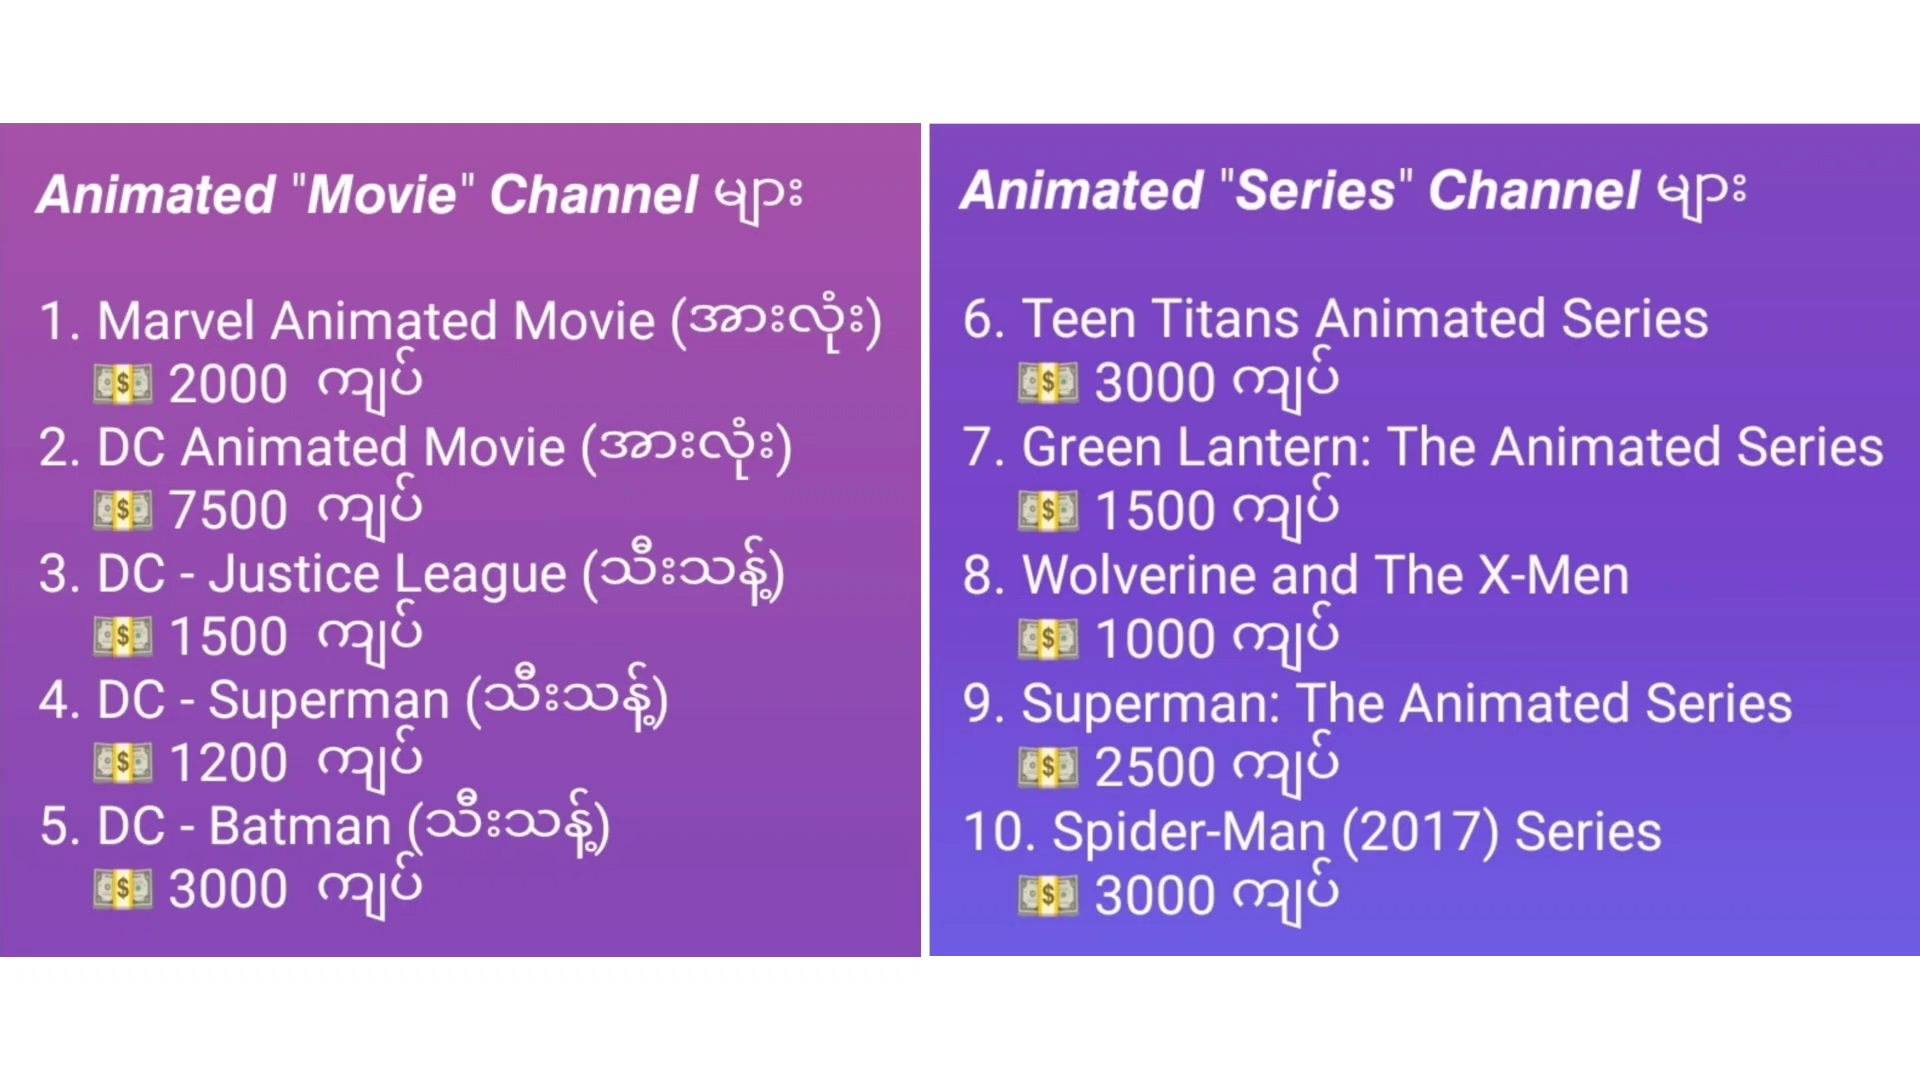 Animated "Movie" Channel များ
1. Marvel Animated Movie (အားလုံး)
💵 2000 ကျပ်
2. DC Animated Movie (အားလုံး)
💵 7500 ကျပ်
3. DC - Justice League (သီးသန့်)
💵 1500 ကျပ်
4. DC - Superman (သီးသန့်)
💵 1200 ကျပ်
5. DC - Batman (သီးသန့်)
💵 3000 ကျပ်
Animated "Series" Channel များ
6. Teen Titans Animated Series
💵 3000 ကျပ်
7. Green Lantern: The Animated Series
💵 1500 ကျပ်
8. Wolverine and The X-Men
💵 1000 ကျပ်
9. Superman: The Animated Series
💵 2500 ကျပ်
10. Spider-Man (2017) Series
💵 3000 ကျပ်